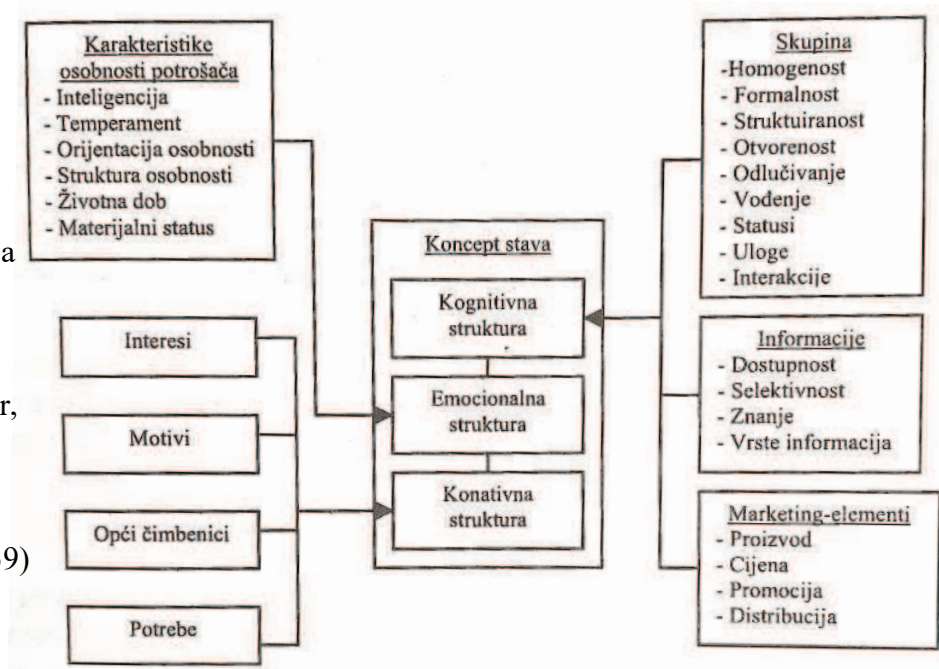 Karakteristike
osobnosti potrošača
- Inteligencija
- Temperament
- Orijentacija osobnosti
- Struktura osobnosti
- Životna dob
- Materijalni status
a
Interesi
r,
Motivi
Opći čimbenici
9)
Potrebe
Koncept stava
Kognitivna
struktura
Emocionalna
struktura
Konativna
struktura
Skupina
-Homogenost
- Formalnost
- Struktuiranost
- Otvorenost
- Odlučivanje
- Vođenje
- Statusi
- Uloge
- Interakcije
Informacije
- Dostupnost
- Selektivnost
- Znanje
- Vrste informacija
Marketing-elementi
- Proizvod
- Cijena
- Promocija
- Distribucija